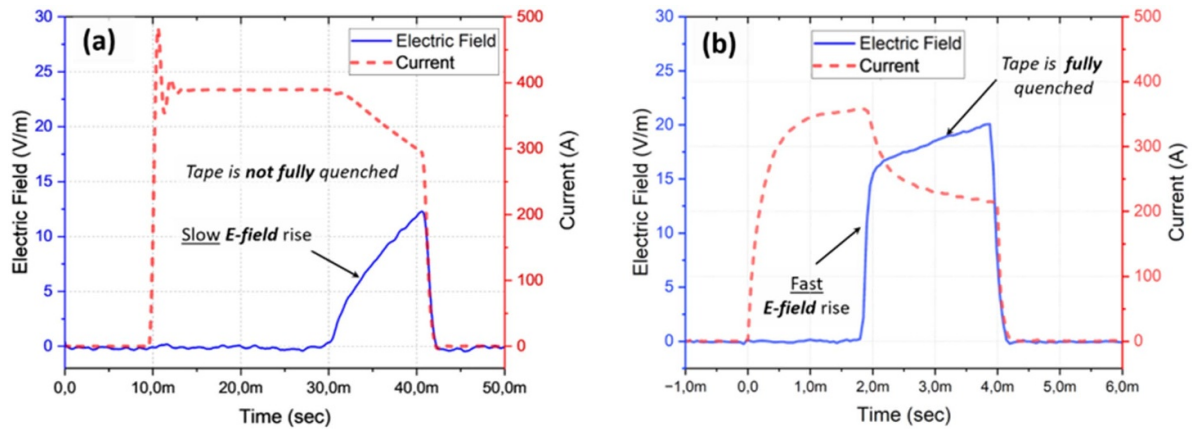 (a)
Electric Field
Current
Tape is not fully quenched
Slow E-field rise
30
25
20
15
10
5
0
Electric Field (V/m)
500
400
300
200
100
0
Current (A)
0,0
10,0m
20,0m
30,0m
40,0m
50,0m
Time (sec)
(b)
Electric Field
Current
Tape is fully
quenched
Fast
E-field rise
30
25
20
15
10
5
0
Electric Field (V/m)
500
400
300
200
100
0
Current (A)
−1,0m
0,0
1,0m
2,0m
3,0m
4,0m
5,0m
6,0m
Time (sec)